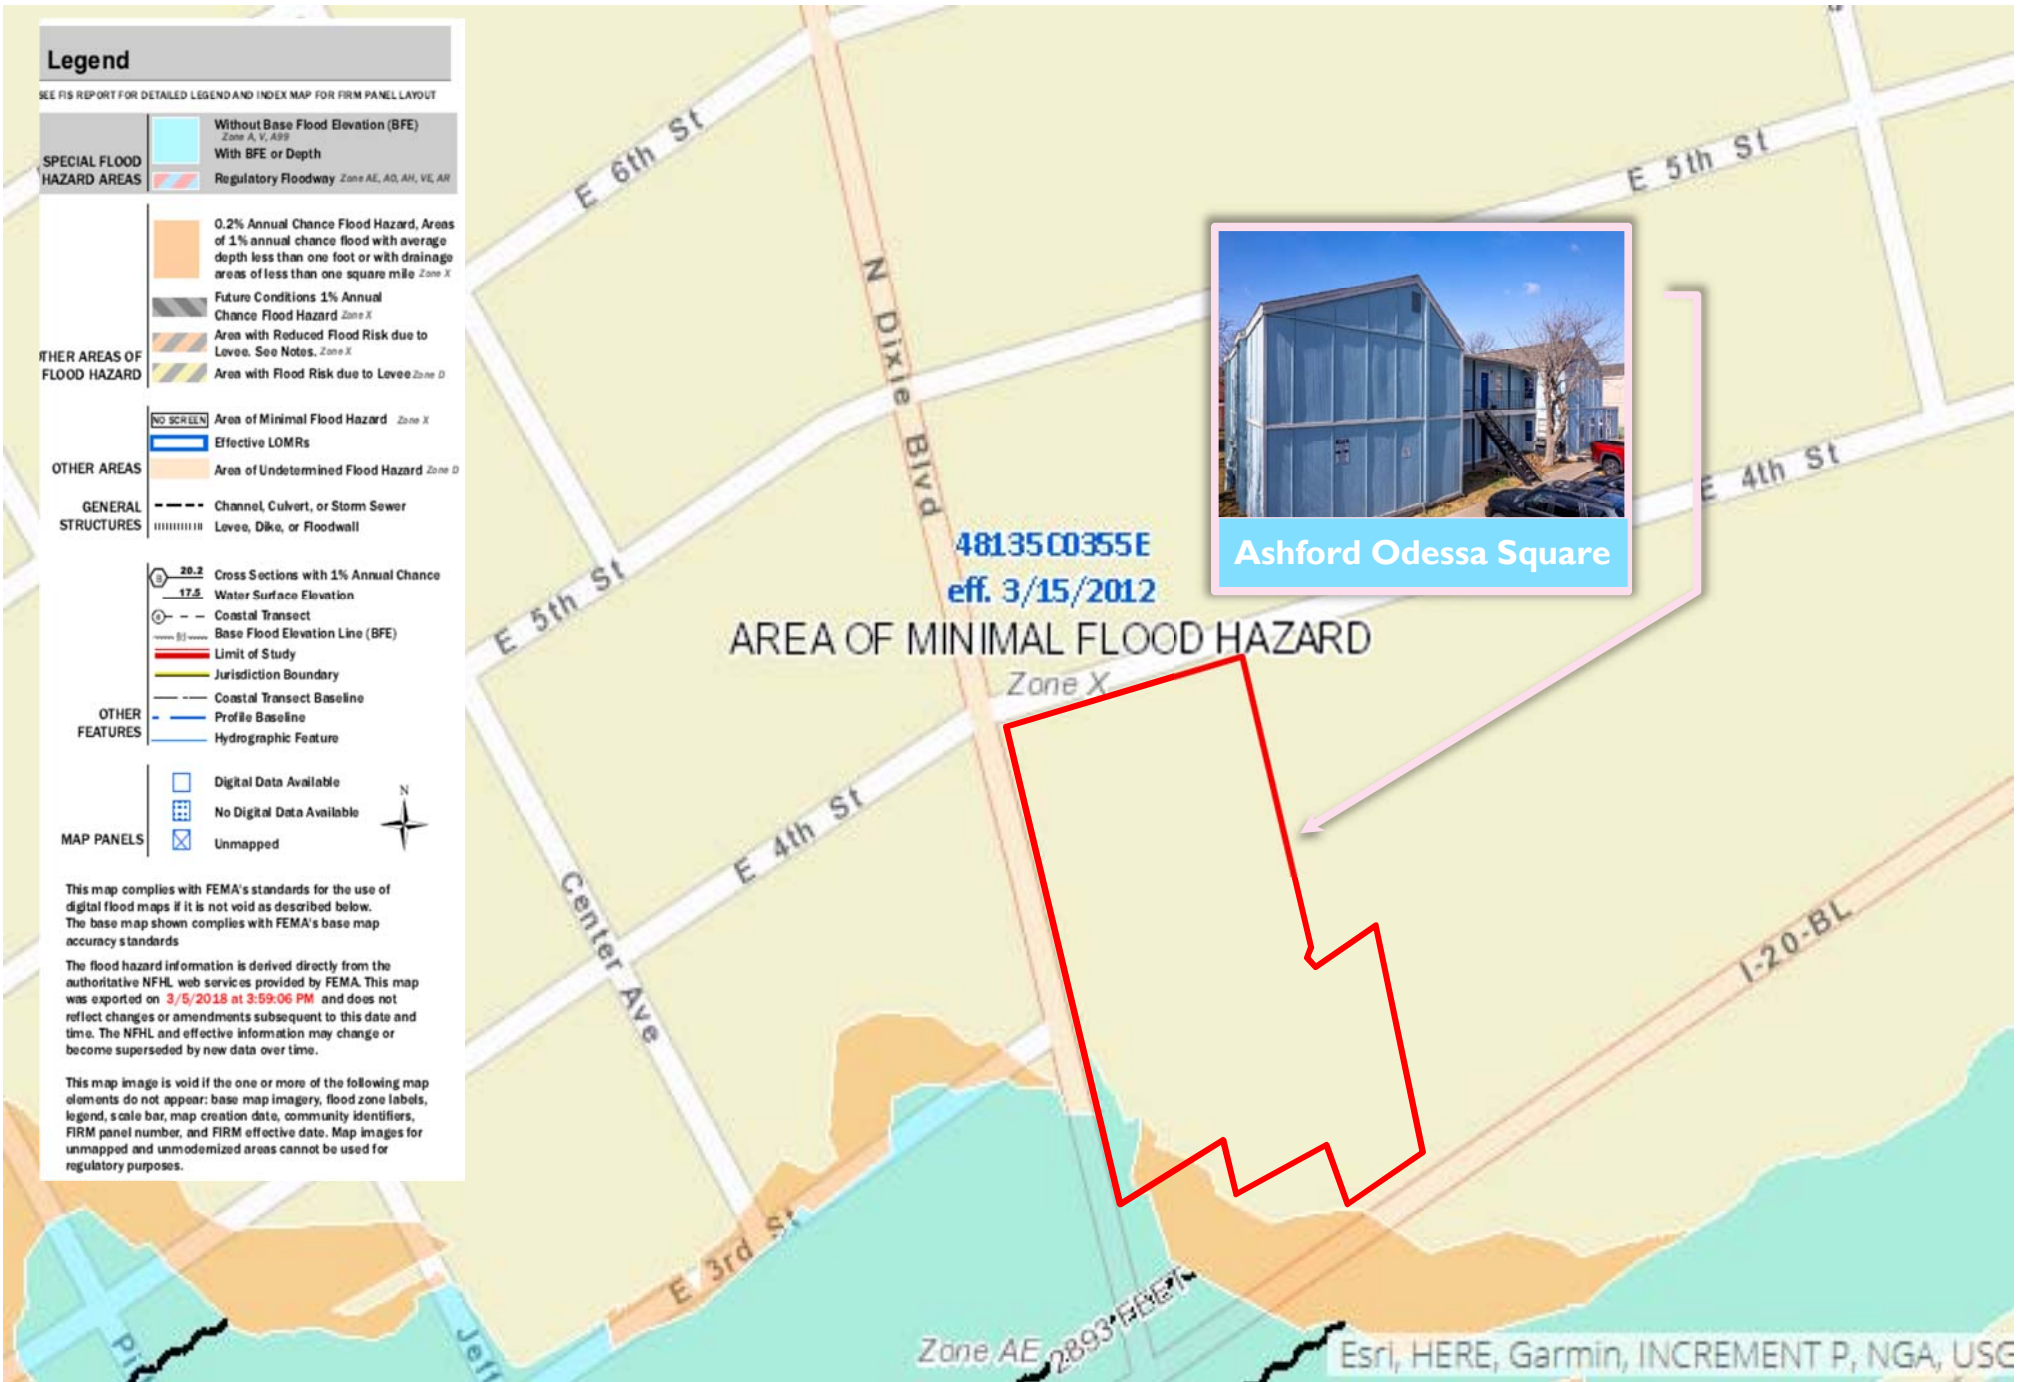 Legend
SEE FIS REPORT FOR DETAILED LEGEND AND INDEX MAP FOR FIRM PANEL LAYOUT
SPECIAL FLOOD
HAZARD AREAS
Without Base Flood Elevation (BFE)
Zone A, V, A99
With BFE or Depth
Regulatory Floodway Zone AE, AO, AH, VE, AR
0.2% Annual Chance Flood Hazard, Areas
of 1% annual chance flood with average
depth less than one foot or with drainage
areas of less than one square mile Zone X
Future Conditions 1% Annual
Chance Flood Hazard Zone X
Area with Reduced Flood Risk due to
Levee. See Notes. Zone X
THER AREAS OF
FLOOD HAZARD
Area with Flood Risk due to Levee Zone D
NO SCREEN Area of Minimal Flood Hazard Zone X
Effective LOMRs
OTHER AREAS
Area of Undetermined Flood Hazard Zone D
GENERAL
STRUCTURES
Channel, Culvert, or Storm Sewer
Levee, Dike, or Floodwall
B 20.2 Cross Sections with 1% Annual Chance
17.5 Water Surface Elevation
Coastal Transect
Base Flood Elevation Line (BFE)
Limit of Study
Jurisdiction Boundary
Coastal Transect Baseline
OTHER
FEATURES
Profile Baseline
Hydrographic Feature
Digital Data Available
No Digital Data Available
MAP PANELS
Unmapped
N
This map complies with FEMA's standards for the use of
digital flood maps if it is not void as described below.
The base map shown complies with FEMA's base map
accuracy standards
The flood hazard information is derived directly from the
authoritative NFHL web services provided by FEMA. This map
was exported on 3/5/2018 at 3:59:06 PM and does not
reflect changes or amendments subsequent to this date and
time. The NFHL and effective information may change or
become superseded by new data over time.
This map image is void if the one or more of the following map
elements do not appear: base map imagery, flood zone labels,
legend, scale bar, map creation date, community identifiers,
FIRM panel number, and FIRM effective date. Map images for
unmapped and unmodernized areas cannot be used for
regulatory purposes.
E 6th St
E 5th St
N Dixie Blvd
E 4th St
Ashford Odessa Square
48135C0355E
eff. 3/15/2012
AREA OF MINIMAL FLOOD HAZARD
Zone X
E 5th St
E 4th St
Center Ave
I-20-BL
E 3rd St
Jeff
Zone AE
2893 FEET
Esri, HERE, Garmin, INCREMENT P, NGA, USG